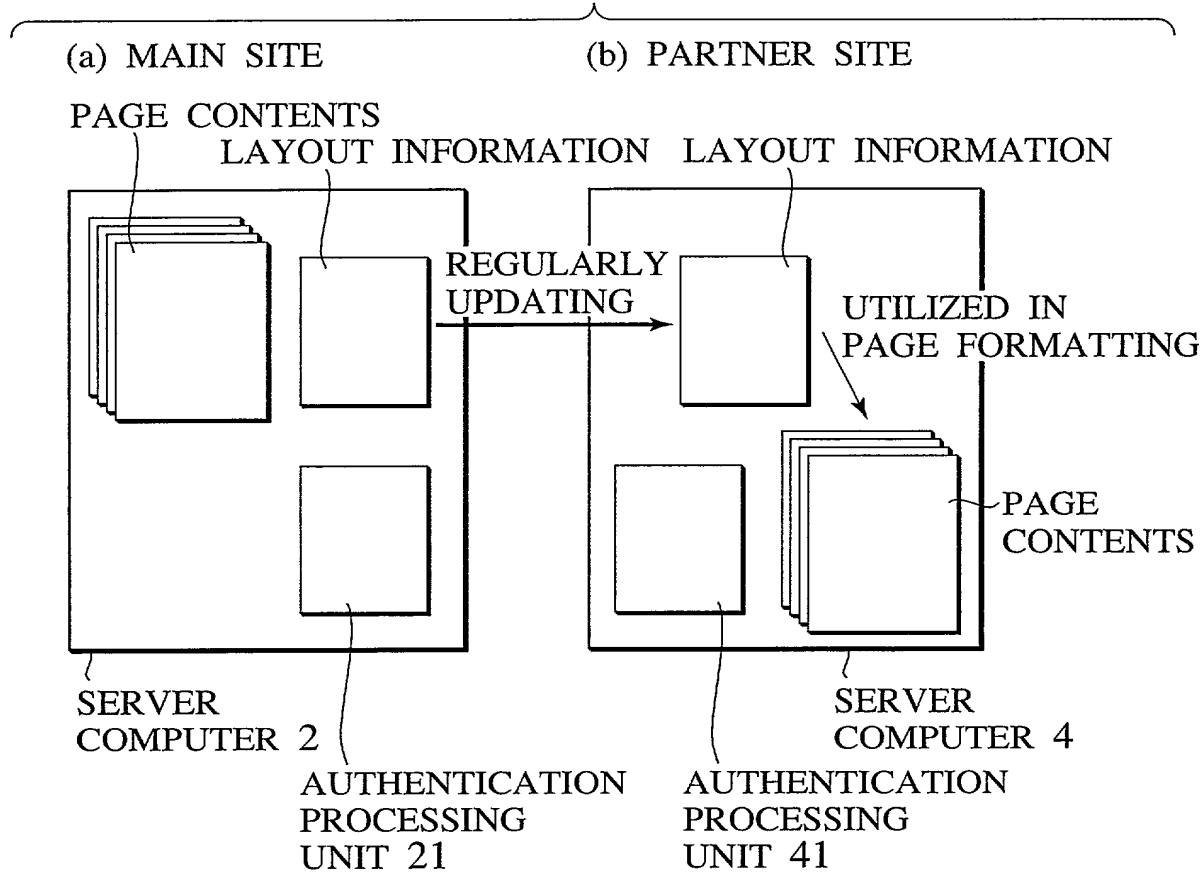 (a) MAIN SITE
(b) PARTNER SITE
PAGE CONTENTS
LAYOUT INFORMATION
LAYOUT INFORMATION
REGULARLY
UPDATING
UTILIZED IN
PAGE FORMATTING
PAGE
CONTENTS
SERVER
COMPUTER 2
SERVER
COMPUTER 4
AUTHENTICATION
PROCESSING
UNIT 21
AUTHENTICATION
PROCESSING
UNIT 41